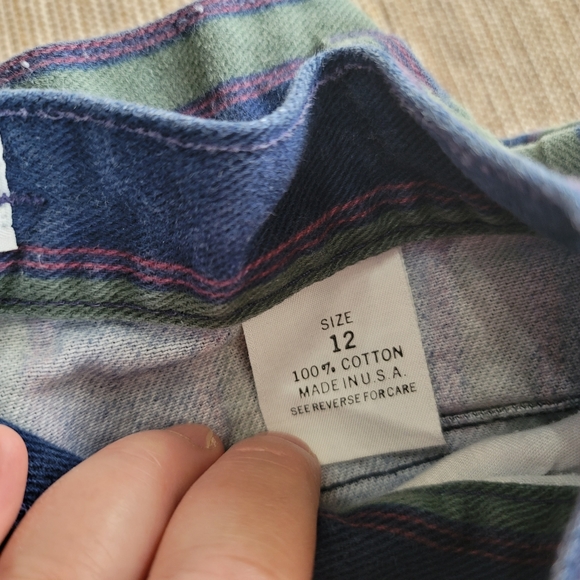 SIZE
12
100% COTTON
MADE IN U.S.A.
SEE REVERSE FOR CARE